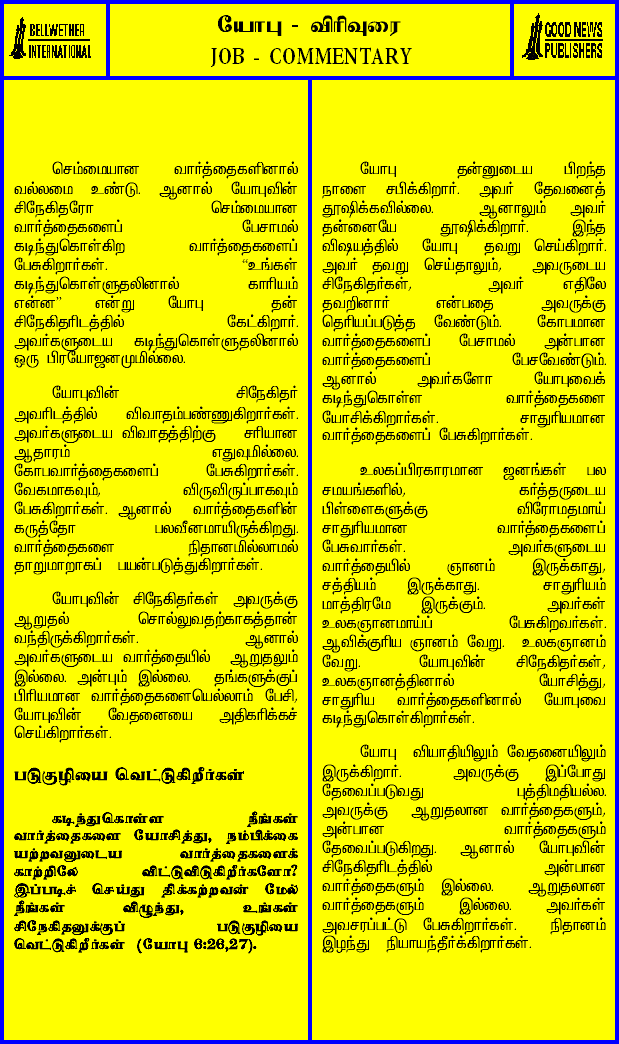 BELLWETHER
INTERNATIONAL
யோபு - விரிவுரை
JOB - COMMENTARY
GOOD NEWS
PUBLISHERS
செம்மையான வார்த்தைகளினால்
வல்லமை உண்டு. ஆனால் யோபுவின்
சிநேகிதரோ செம்மையான
வார்த்தைகளைப் பேசாமல்
கடிந்துகொள்கிற வார்த்தைகளைப்
பேசுகிறார்கள். “உங்கள்
கடிந்துகொள்ளுதலினால் காரியம்
என்ன” என்று யோபு தன்
சிநேகிதரிடத்தில் கேட்கிறார்.
அவர்களுடைய கடிந்துகொள்ளுதலினால்
ஒரு பிரயோஜனமுமில்லை.
யோபுவின் சிநேகிதர்
அவரிடத்தில் விவாதம்பண்ணுகிறார்கள்.
அவர்களுடைய விவாதத்திற்கு சரியான
ஆதாரம் எதுவுமில்லை.
கோபவார்த்தைகளைப் பேசுகிறார்கள்.
வேகமாகவும், விருவிருப்பாகவும்
பேசுகிறார்கள். ஆனால் வார்த்தைகளின்
கருத்தோ பலவீனமாயிருக்கிறது.
வார்த்தைகளை நிதானமில்லாமல்
தாறுமாறாகப் பயன்படுத்துகிறார்கள்.
யோபுவின் சிநேகிதர்கள் அவருக்கு
ஆறுதல் சொல்லுவதற்காகத்தான்
வந்திருக்கிறார்கள். ஆனால்
அவர்களுடைய வார்த்தையில் ஆறுதலும்
இல்லை. அன்பும் இல்லை. தங்களுக்குப்
பிரியமான வார்த்தைகளையெல்லாம் பேசி,
யோபுவின் வேதனையை அதிகரிக்கச்
செய்கிறார்கள்.
படுகுழியை வெட்டுகிறீர்கள்
கடிந்துகொள்ள நீங்கள்
வார்த்தைகளை யோசித்து, நம்பிக்கை
யற்றவனுடைய வார்த்தைகளைக்
காற்றிலே விட்டுவிடுகிறீர்களோ?
இப்படிச் செய்து திக்கற்றவன் மேல்
நீங்கள் விழுந்து, உங்கள்
சிநேகிதனுக்குப் படுகுழியை
வெட்டுகிறீர்கள் (யோபு 6:26,27).
யோபு தன்னுடைய பிறந்த
நாளை சபிக்கிறார். அவர் தேவனைத்
தூஷிக்கவில்லை. ஆனாலும் அவர்
தன்னையே தூஷிக்கிறார். இந்த
விஷயத்தில் யோபு தவறு செய்கிறார்.
அவர் தவறு செய்தாலும், அவருடைய
சிநேகிதர்கள், அவர் எதிலே
தவறினார் என்பதை அவருக்கு
தெரியப்படுத்த வேண்டும். கோபமான
வார்த்தைகளைப் பேசாமல் அன்பான
வார்த்தைகளைப் பேசவேண்டும்.
ஆனால் அவர்களோ யோபுவைக்
கடிந்துகொள்ள வார்த்தைகளை
யோசிக்கிறார்கள். சாதுரியமான
வார்த்தைகளைப் பேசுகிறார்கள்.
உலகப்பிரகாரமான ஜனங்கள் பல
சமயங்களில், கர்த்தருடைய
பிள்ளைகளுக்கு விரோதமதமாய்
சாதுரியமான வார்த்தைகளைப்
பேசுவார்கள். அவர்களுடைய
வார்த்தையில் ஞானம் இருக்காது,
சத்தியம் இருக்காது. சாதுரியம்
மாத்திரமே இருக்கும். அவர்கள்
உலகஞானமாய்ப் பேசுகிறவர்கள்.
ஆவிக்குரிய ஞானம் வேறு. உலகஞானம்
வேறு. யோபுவின் சிநேகிதர்கள்,
உலகஞானத்தினால் யோசித்து,
சாதுரிய வார்த்தைகளினால் யோபுவை
கடிந்துகொள்கிறார்கள்.
யோபு வியாதியிலும் வேதனையிலும்
இருக்கிறார். அவருக்கு இப்போது
தேவைப்படுவது புத்திமதியல்ல.
அவருக்கு ஆறுதலான வார்த்தைகளும்,
அன்பான வார்த்தைகளும்
தேவைப்படுகிறது. ஆனால் யோபுவின்
சிநேகிதரிடத்தில் அன்பான
வார்த்தைகளும் இல்லை. ஆறுதலான
வார்த்தைகளும் இல்லை. அவர்கள்
அவசரப்பட்டு பேசுகிறார்கள். நிதானம்
இழந்து நியாயந்தீர்க்கிறார்கள்.